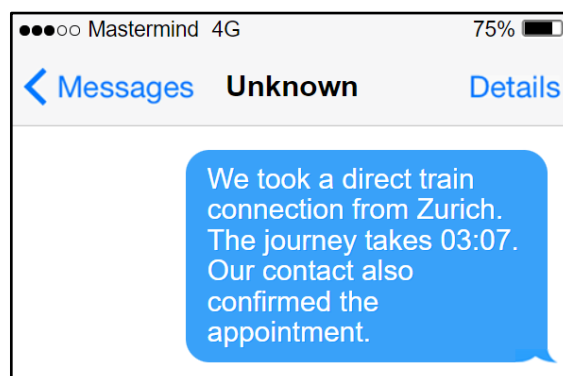 Mastermind 4G 75%
Messages Unknown Details
We took a direct train
connection from Zurich.
The journey takes 03:07.
Our contact also
confirmed the
appointment.